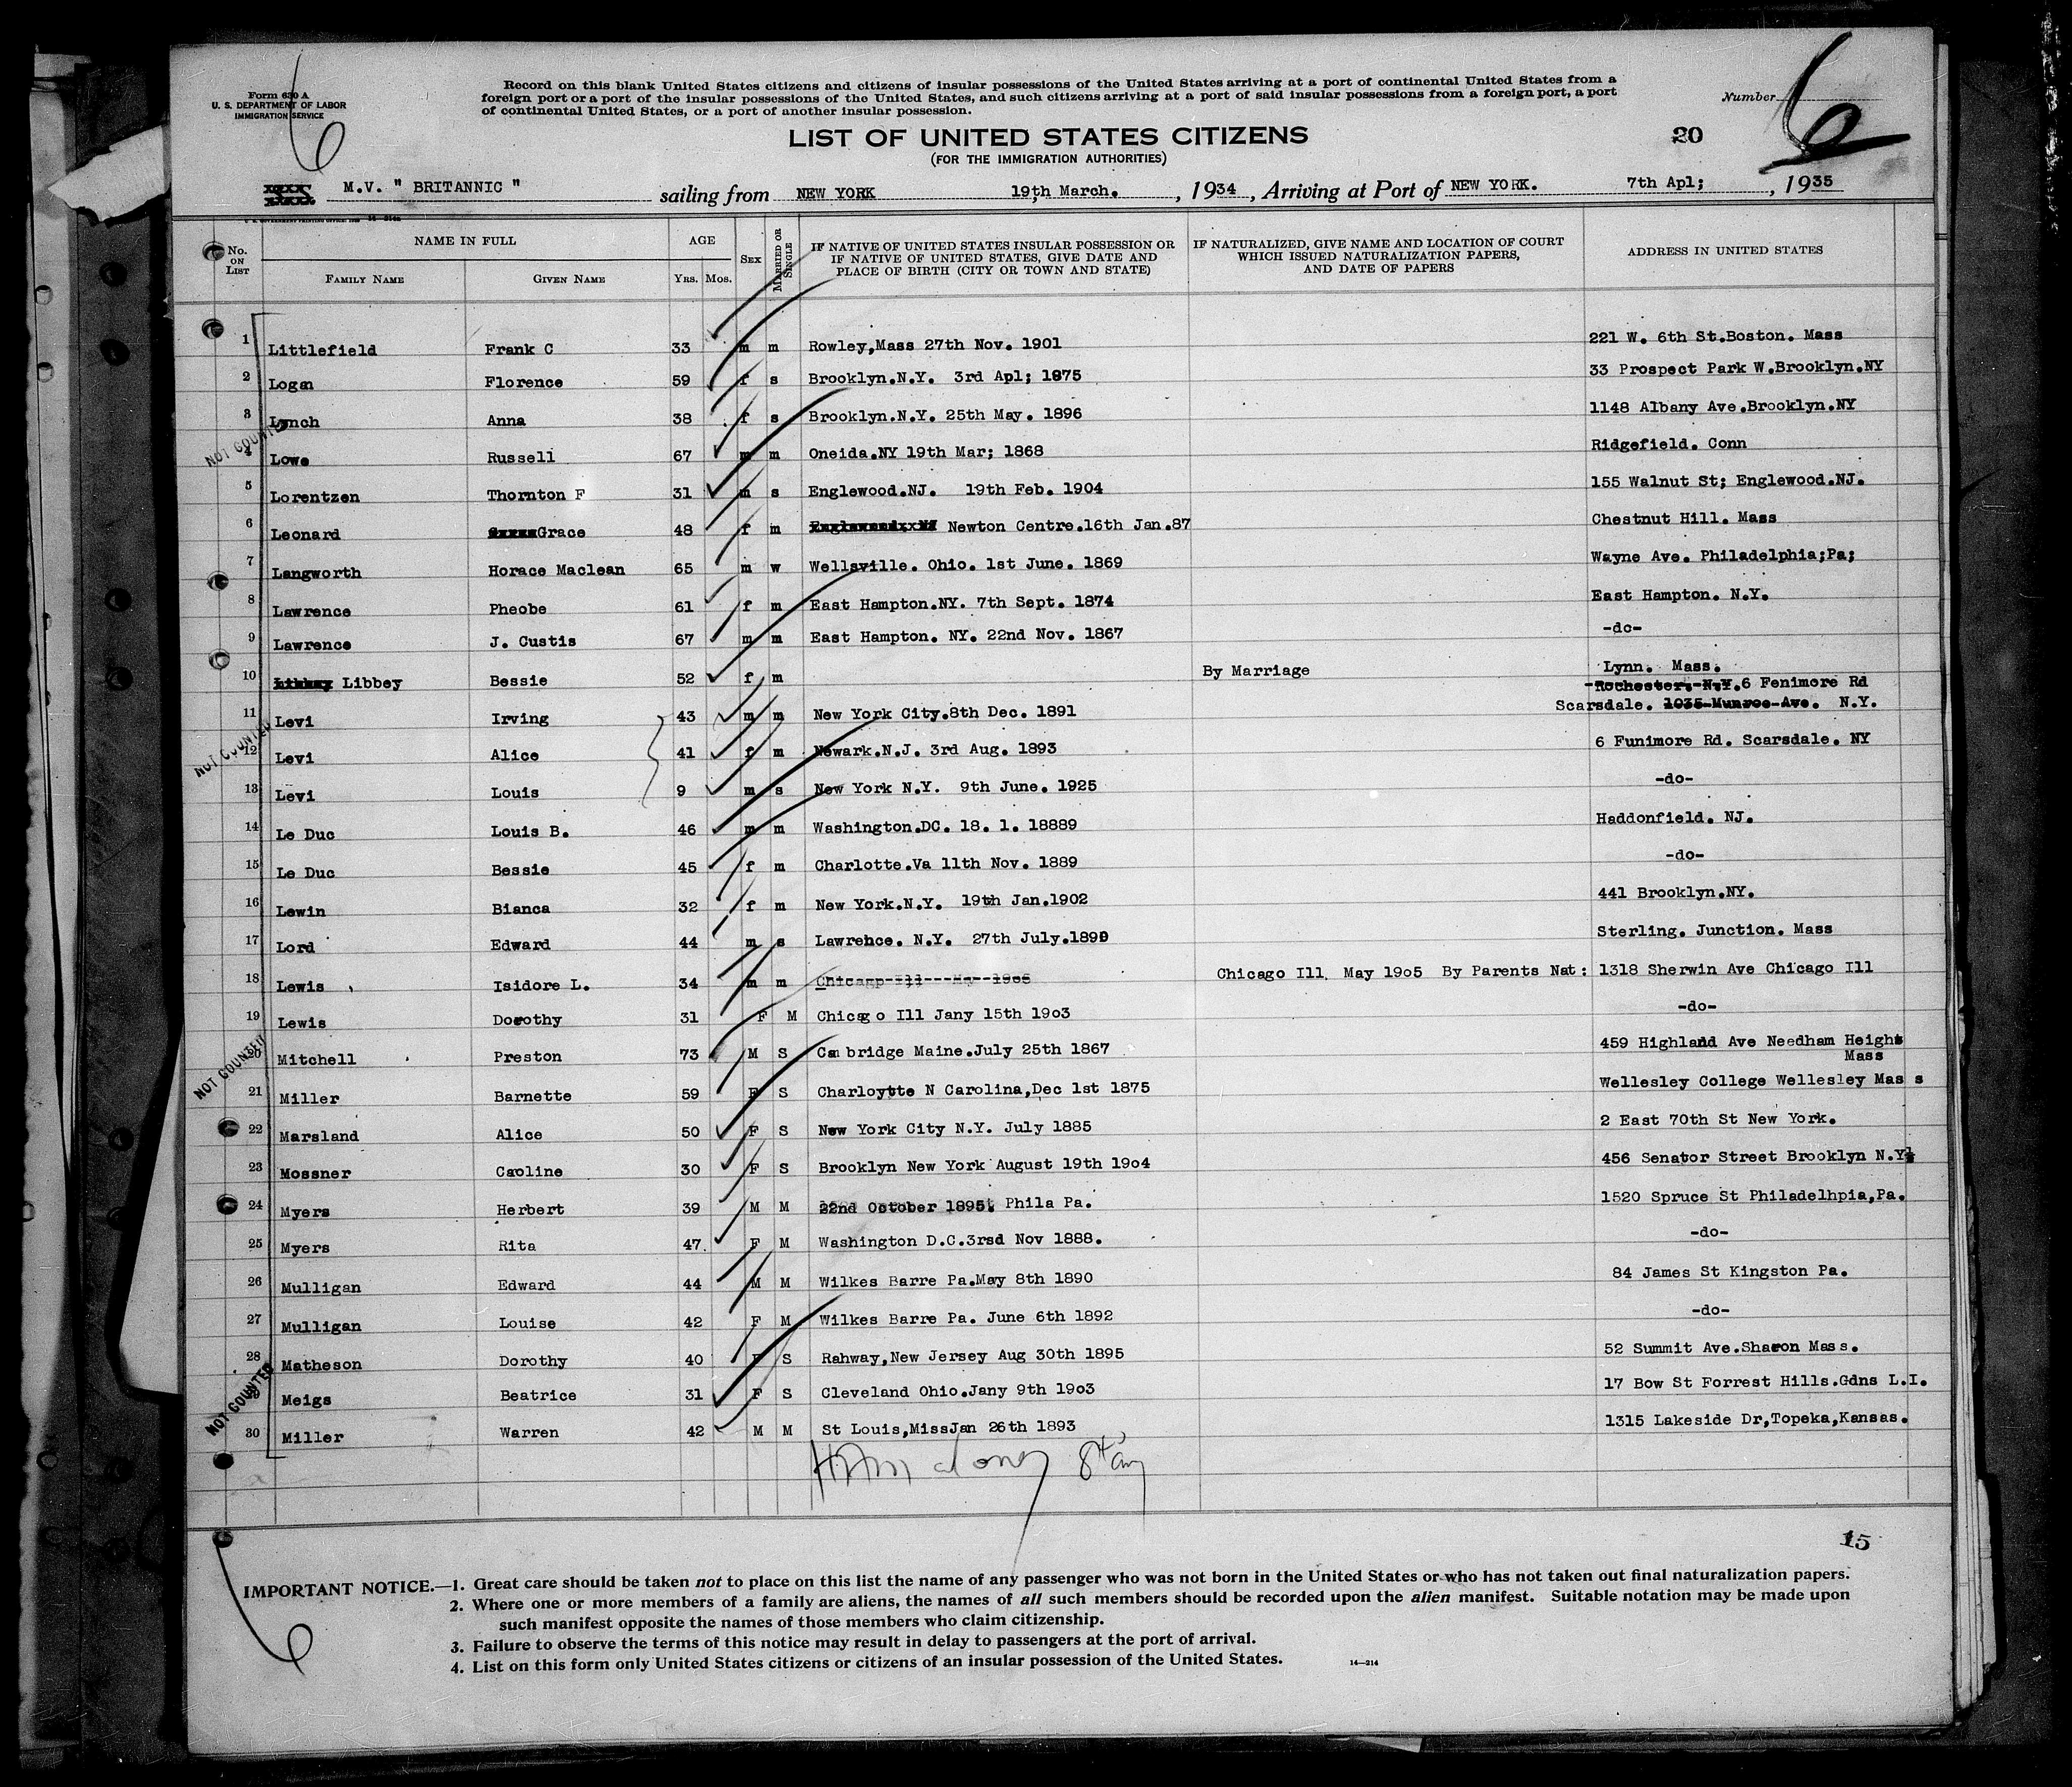 Form 630 A
U. S. DEPARTMENT OF LABOR
IMMIGRATION SERVICE
Record on this blank United States citizens and citizens of insular possessions of the United States arriving at a port of continental United States from a
foreign port or a port of the insular possessions of the United States, and such citizens arriving at a port of said insular possessions from a foreign port, a port
of continental United States, or a port of another insular possession.
Number 6
6
LIST OF UNITED STATES CITIZENS
20
(FOR THE IMMIGRATION AUTHORITIES)
M.V. " BRITANNIC " sailing from NEW YORK 19th March. , 1934 , Arriving at Port of NEW YORK. 7th Apl; , 1935
No. ON LIST NAME IN FULL AGE SEX MARRIED OR SINGLE IF NATIVE OF UNITED STATES INSULAR POSSESSION OR IF NATIVE OF UNITED STATES, GIVE DATE AND PLACE OF BIRTH (CITY OR TOWN AND STATE) IF NATURALIZED, GIVE NAME AND LOCATION OF COURT WHICH ISSUED NATURALIZATION PAPERS, AND DATE OF PAPERS ADDRESS IN UNITED STATES
FAMILY NAME GIVEN NAME YRS. MOS.
1 Littlefield Frank C 33 m m Rowley,Mass 27th Nov. 1901 221 W. 6th St.Boston. Mass
2 Logan Florence 59 f s Brooklyn.N.Y. 3rd Apl; 1875 33 Prospect Park W.Brooklyn.NY
3 Lynch Anna 38 f s Brooklyn.N.Y. 25th May. 1896 1148 Albany Ave.Brooklyn.NY
NOT COUNTED
4 Lowe Russell 67 m m Oneida.NY 19th Mar; 1868 Ridgefield. Conn
5 Lorentzen Thornton F 31 m s Englewood.NJ. 19th Feb. 1904 155 Walnut St; Englewood.NJ.
6 Leonard Grace 48 f m Newton Centre.16th Jan.87 Chestnut Hill. Mass
7 Langworth Horace Maclean 65 m w Wellsville. Ohio. 1st June. 1869 Wayne Ave. Philadelphia;Pa;
8 Lawrence Pheobe 61 f m East Hampton.NY. 7th Sept. 1874 East Hampton. N.Y.
9 Lawrence J. Custis 67 m m East Hampton. NY. 22nd Nov. 1867 -do-
10 Libbey Bessie 52 f m By Marriage Lynn. Mass.
Rochester. N.Y. 6 Fenimore Rd
11 Levi Irving 43 m m New York City.8th Dec. 1891 Scarsdale. 1035 Munroe Ave. N.Y.
NOT COUNTED
12 Levi Alice 41 f m Newark.N.J. 3rd Aug. 1893 6 Funimore Rd. Scarsdale. NY
13 Levi Louis 9 m s New York N.Y. 9th June. 1925 -do-
14 Le Duc Louis B. 46 m m Washington.DC. 18. 1. 18889 Haddonfield. NJ.
15 Le Duc Bessie 45 f m Charlotte.Va 11th Nov. 1889 -do-
16 Lewin Bianca 32 f m New York.N.Y. 19th Jan.1902 441 Brooklyn.NY.
17 Lord Edward 44 m s Lawrence. N.Y. 27th July.1890 Sterling. Junction. Mass
18 Lewis Isidore L. 34 m m Chicago Ill May 1905 Chicago Ill. May 19o5 By Parents Nat: 1318 Sherwin Ave Chicago Ill
19 Lewis Dorothy 31 F M Chicago Ill Jany 15th 19o3 -do-
NOT COUNTED
20 Mitchell Preston 73 M S Cambridge Maine.July 25th 1867 459 Highland Ave Needham Heights
Mass
21 Miller Barnette 59 F S Charloytte N Carolina,Dec 1st 1875 Wellesley College Wellesley Mas s
22 Marsland Alice 50 F S New York City N.Y. July 1885 2 East 70th St New York.
23 Mossner Caroline 30 F S Brooklyn New York August 19th 19o4 456 Senator Street Brooklyn N.Y
24 Myers Herbert 39 M M 22nd October 1895. Phila Pa. 1520 Spruce St Philadelhpia,Pa.
25 Myers Rita 47 F M Washington D.C.3rsd Nov 1888. -do-
26 Mulligan Edward 44 M M Wilkes Barre Pa.May 8th 1890 84 James St Kingston Pa.
27 Mulligan Louise 42 F M Wilkes Barre Pa. June 6th 1892 -do-
28 Matheson Dorothy 40 F S Rahway,New Jersey Aug 30th 1895 52 Summit Ave.Sharon Mass.
NOT COUNTED
29 Meigs Beatrice 31 F S Cleveland Ohio.Jany 9th 19o3 17 Bow St Forrest Hills.Gdns L.I.
30 Miller Warren 42 M M St Louis,MissJan 26th 1893 1315 Lakeside Dr,Topeka,Kansas.
15
IMPORTANT NOTICE.—1. Great care should be taken not to place on this list the name of any passenger who was not born in the United States or who has not taken out final naturalization papers.
2. Where one or more members of a family are aliens, the names of all such members should be recorded upon the alien manifest. Suitable notation may be made upon
such manifest opposite the names of those members who claim citizenship.
3. Failure to observe the terms of this notice may result in delay to passengers at the port of arrival.
4. List on this form only United States citizens or citizens of an insular possession of the United States.
14—214
6